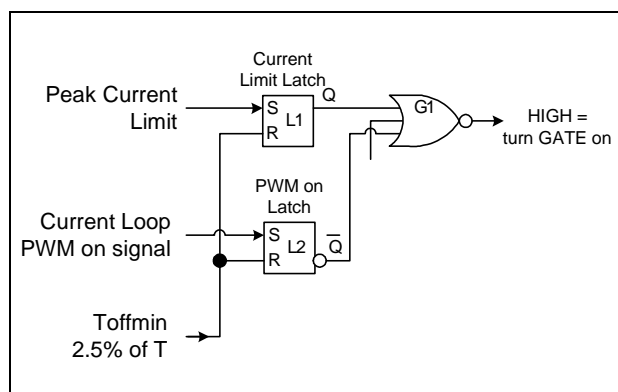 Current
Limit Latch
Peak Current
Limit
Q
S
L1
R
G1
HIGH =
turn GATE on
PWM on
Latch
Current Loop
PWM on signal
S
L2
R
Q̅
Toffmin
2.5% of T